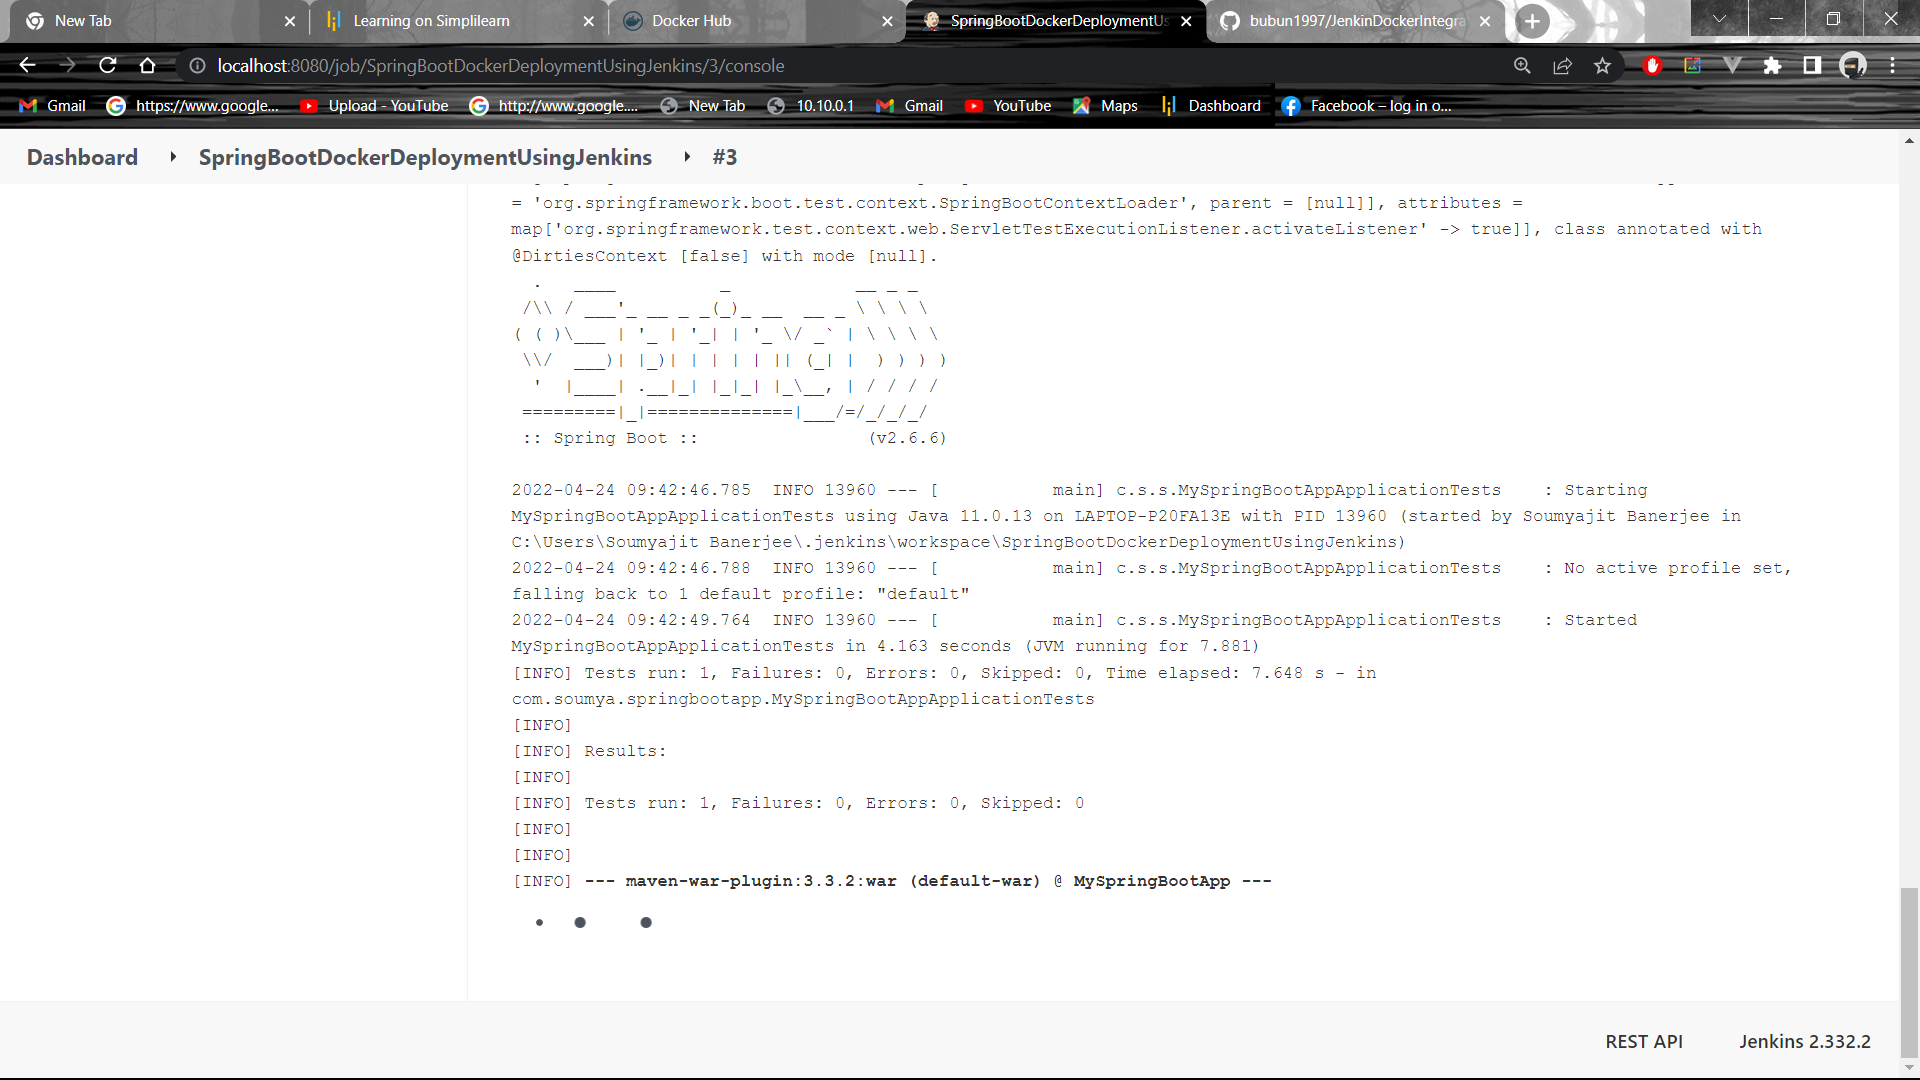 New Tab
Learning on Simplilearn
Docker Hub
SpringBootDockerDeploymentUs
bubun1997/JenkinDockerIntegra
localhost:8080/job/SpringBootDockerDeploymentUsingJenkins/3/console
Gmail
https://www.google...
Upload - YouTube
http://www.google....
New Tab
10.10.0.1
Gmail
YouTube
Maps
Dashboard
Facebook – log in o...
Dashboard
SpringBootDockerDeploymentUsingJenkins
#3
= 'org.springframework.boot.test.context.SpringBootContextLoader', parent = [null]], attributes =
map['org.springframework.test.context.web.ServletTestExecutionListener.activateListener' -> true]], class annotated with
@DirtiesContext [false] with mode [null].
  .   ____          _            __ _ _
 /\\ / ___'_ __ _ _(_)_ __  __ _ \ \ \ \
( ( )\___ | '_ | '_| | '_ \/ _` | \ \ \ \
 \\/  ___)| |_)| | | | | || (_| |  ) ) ) )
  '  |____| .__|_| |_|_| |_\__, | / / / /
 =========|_|==============|___/=/_/_/_/
 :: Spring Boot ::                (v2.6.6)
2022-04-24 09:42:46.785  INFO 13960 --- [           main] c.s.s.MySpringBootAppApplicationTests    : Starting
MySpringBootAppApplicationTests using Java 11.0.13 on LAPTOP-P20FA13E with PID 13960 (started by Soumyajit Banerjee in
C:\Users\Soumyajit Banerjee\.jenkins\workspace\SpringBootDockerDeploymentUsingJenkins)
2022-04-24 09:42:46.788  INFO 13960 --- [           main] c.s.s.MySpringBootAppApplicationTests    : No active profile set,
falling back to 1 default profile: "default"
2022-04-24 09:42:49.764  INFO 13960 --- [           main] c.s.s.MySpringBootAppApplicationTests    : Started
MySpringBootAppApplicationTests in 4.163 seconds (JVM running for 7.881)
[INFO] Tests run: 1, Failures: 0, Errors: 0, Skipped: 0, Time elapsed: 7.648 s - in
com.soumya.springbootapp.MySpringBootAppApplicationTests
[INFO]
[INFO] Results:
[INFO]
[INFO] Tests run: 1, Failures: 0, Errors: 0, Skipped: 0
[INFO]
[INFO]
[INFO] --- maven-war-plugin:3.3.2:war (default-war) @ MySpringBootApp ---
REST API
Jenkins 2.332.2